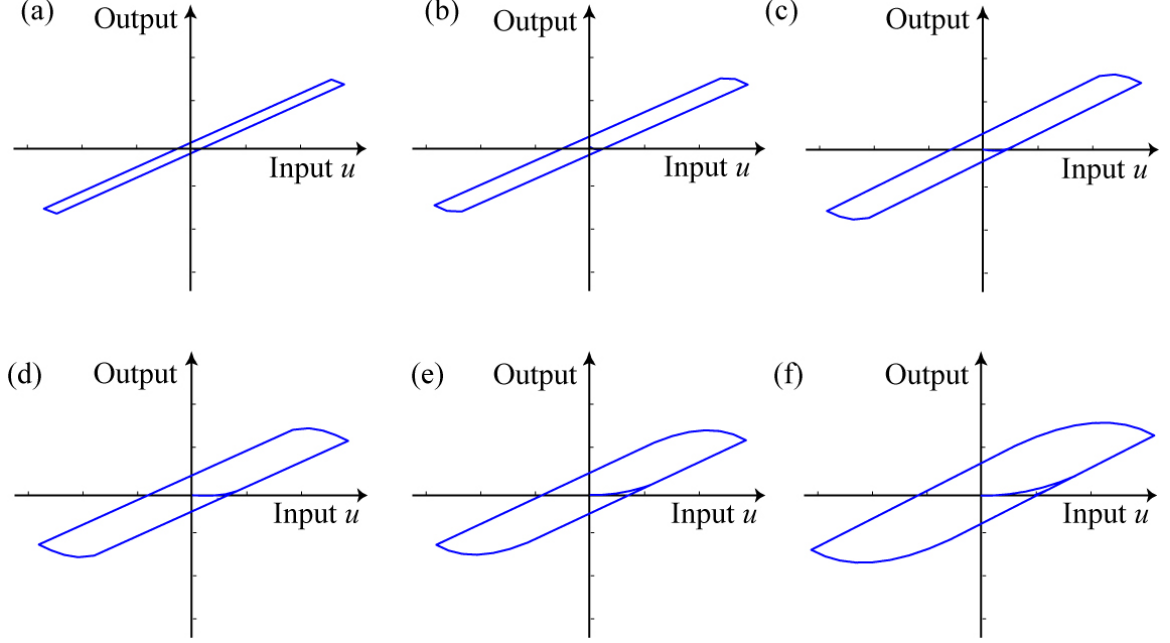 (a)
Output
Input u
(b)
Output
Input u
(c)
Output
Input u
(d)
Output
Input u
(e)
Output
Input u
(f)
Output
Input u